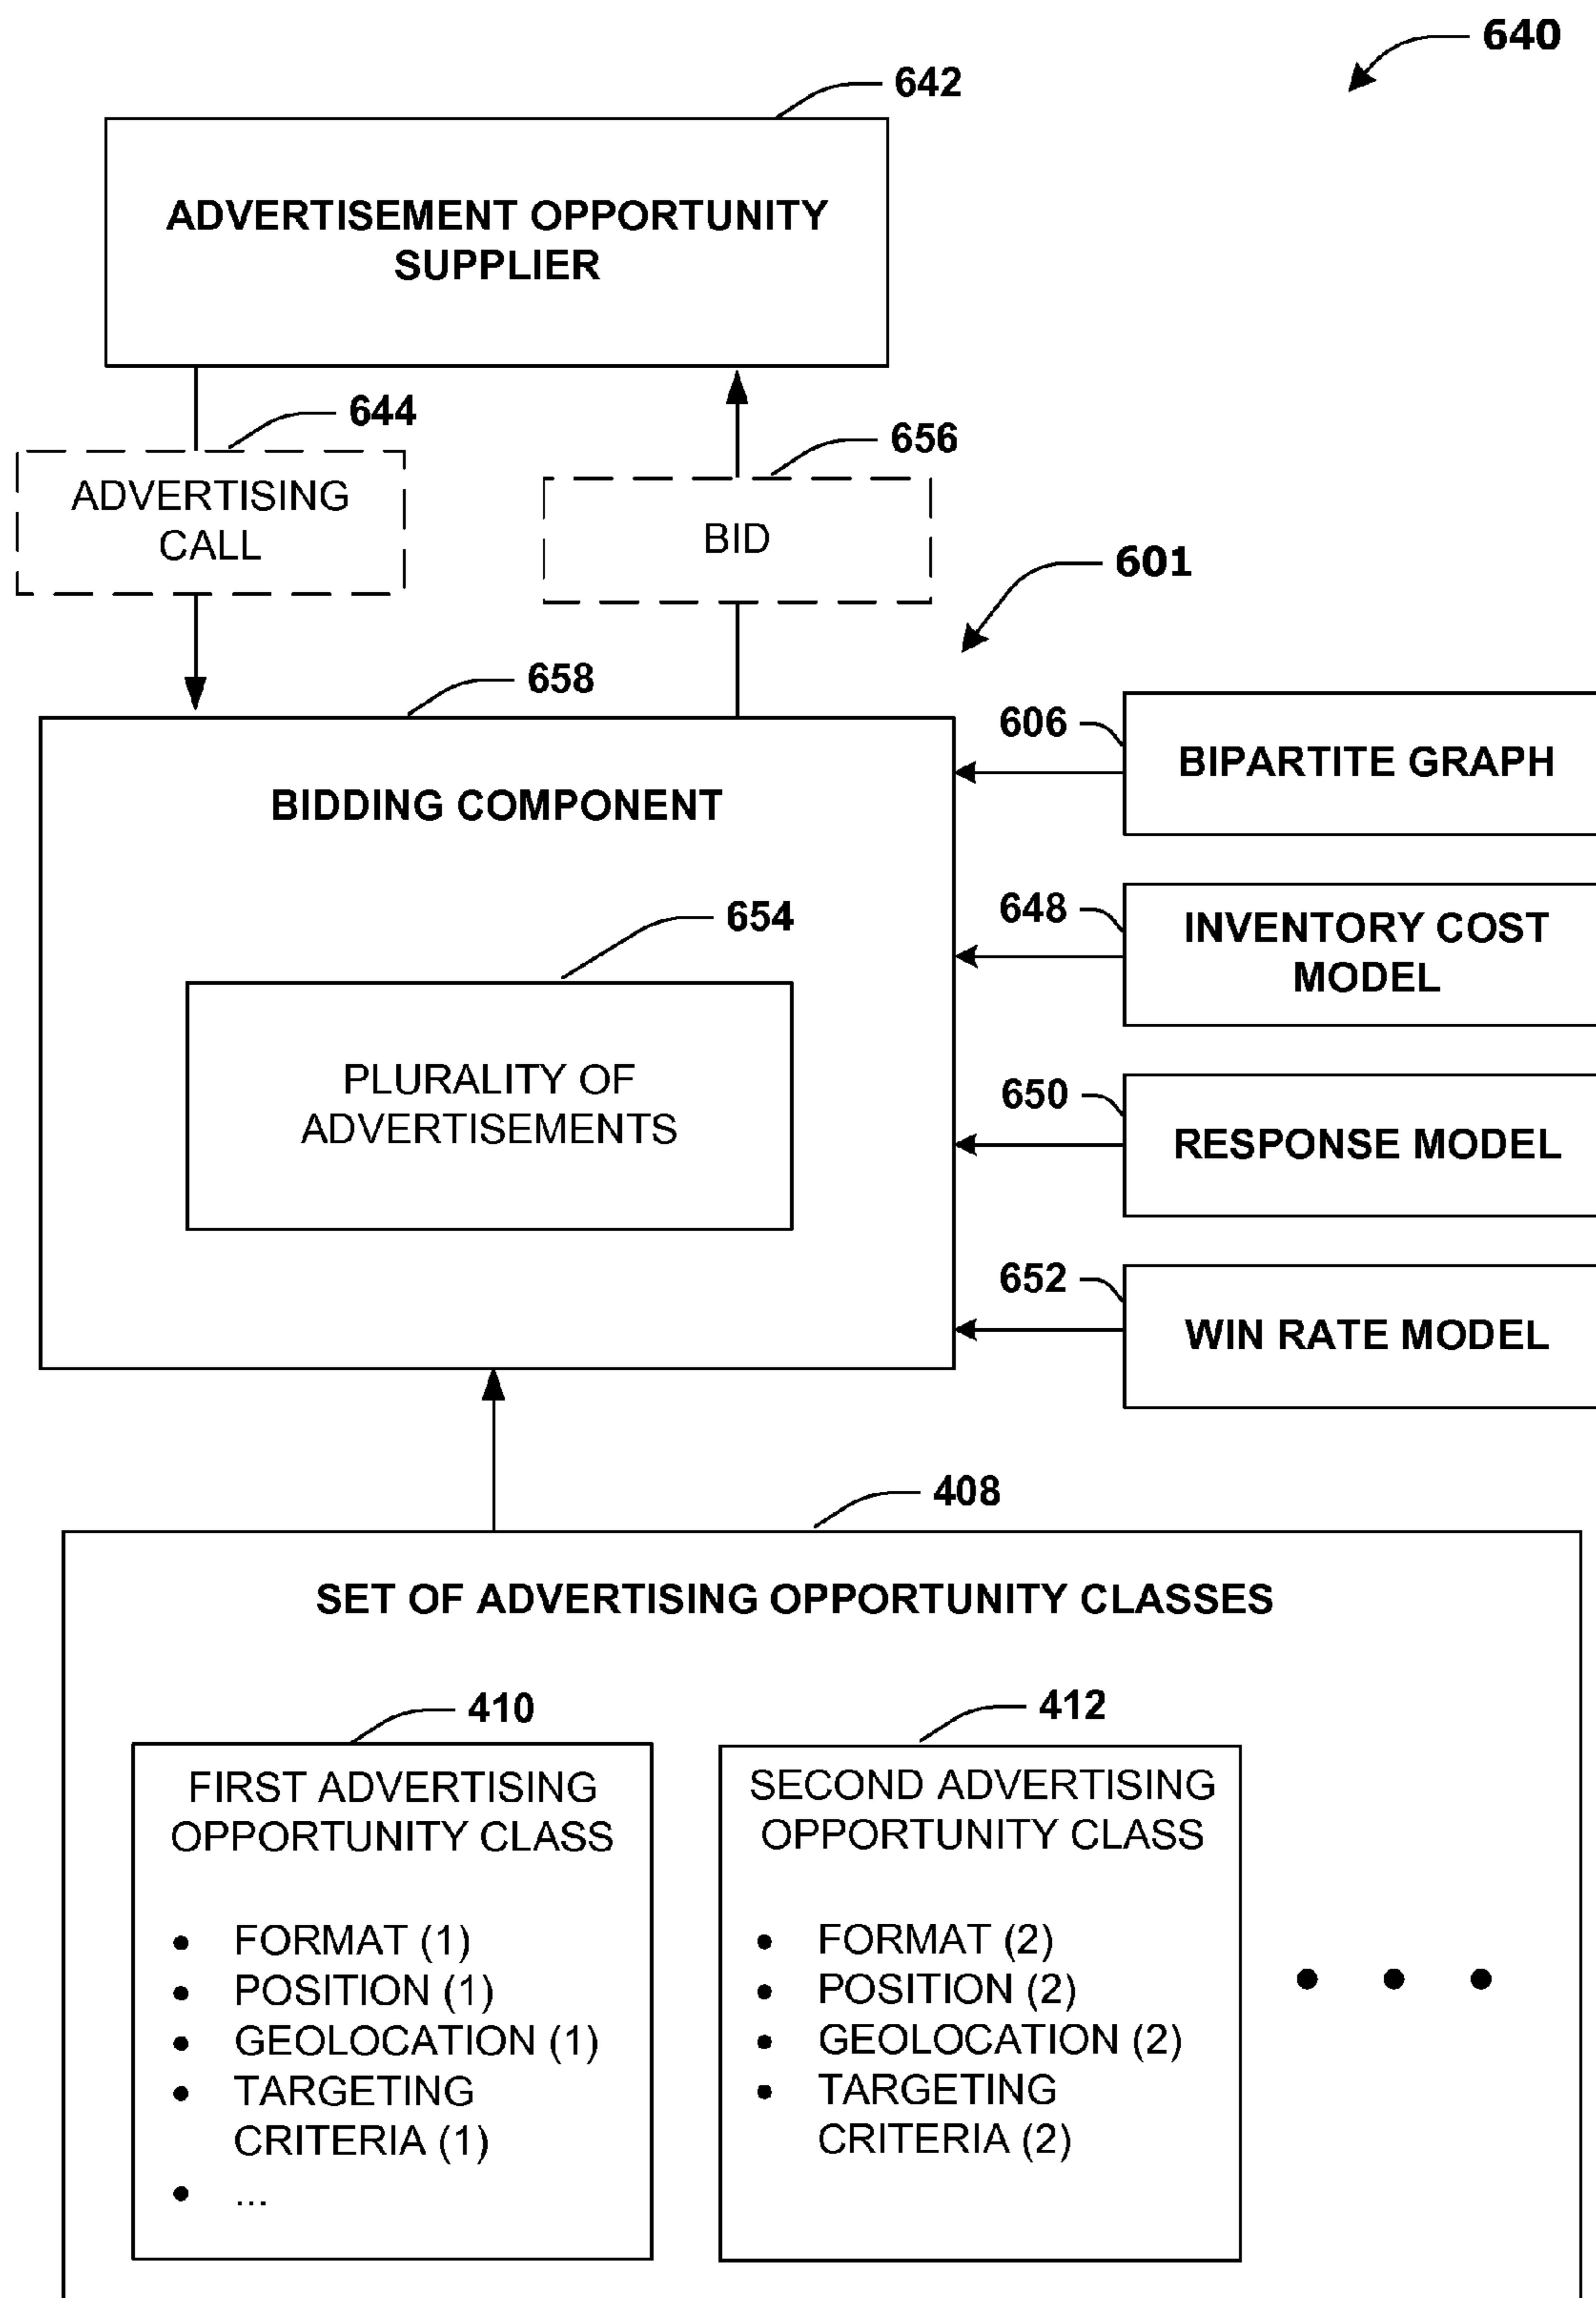 640
642
ADVERTISEMENT OPPORTUNITY
SUPPLIER
644
656
ADVERTISING
CALL
BID
601
658
606
BIPARTITE GRAPH
BIDDING COMPONENT
648
INVENTORY COST
MODEL
654
PLURALITY OF
ADVERTISEMENTS
650
RESPONSE MODEL
652
WIN RATE MODEL
408
SET OF ADVERTISING OPPORTUNITY CLASSES
410
FIRST ADVERTISING
OPPORTUNITY CLASS
• FORMAT (1)
• POSITION (1)
• GEOLOCATION (1)
• TARGETING
CRITERIA (1)
• ...
412
SECOND ADVERTISING
OPPORTUNITY CLASS
• FORMAT (2)
• POSITION (2)
• GEOLOCATION (2)
• TARGETING
CRITERIA (2)
• • •